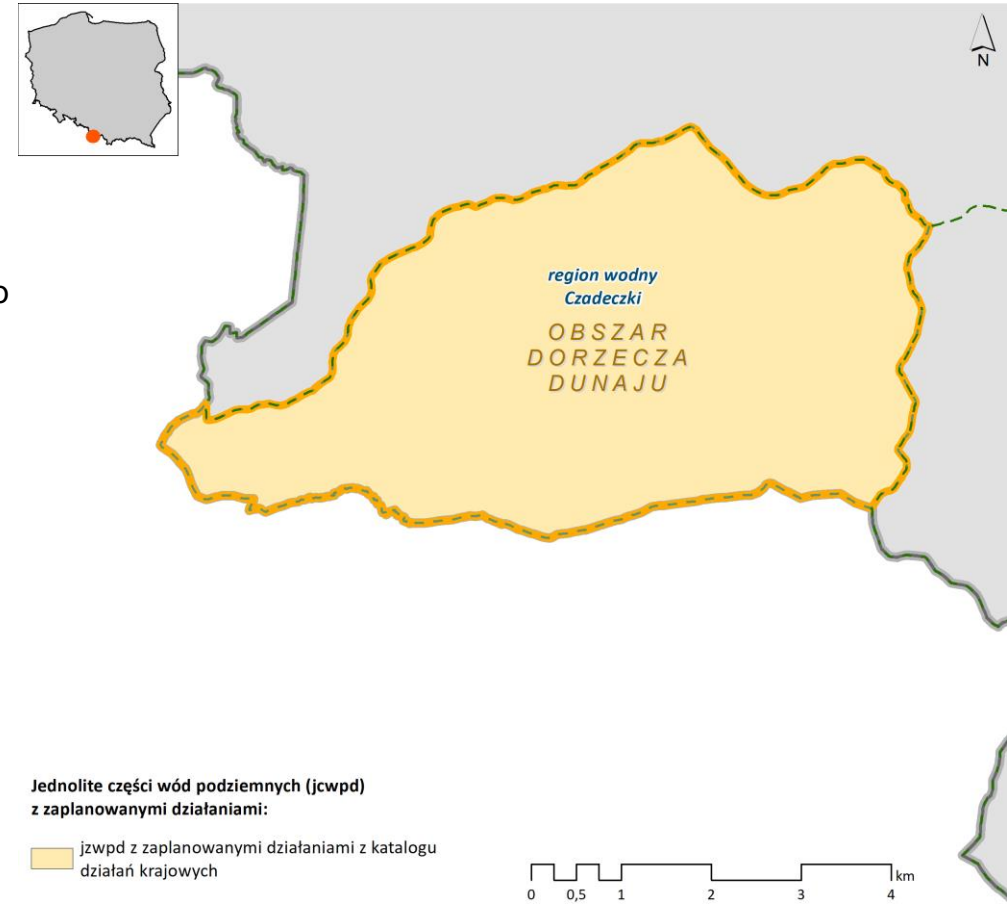 N
region wodny
Czadeczki
OBSZAR
DORZECZA
DUNAJU
Jednolite części wód podziemnych (jcwpd)
z zaplanowanymi działaniami:
jzwpd z zaplanowanymi działaniami z katalogu
działań krajowych
km
0 0,5 1 2 3 4